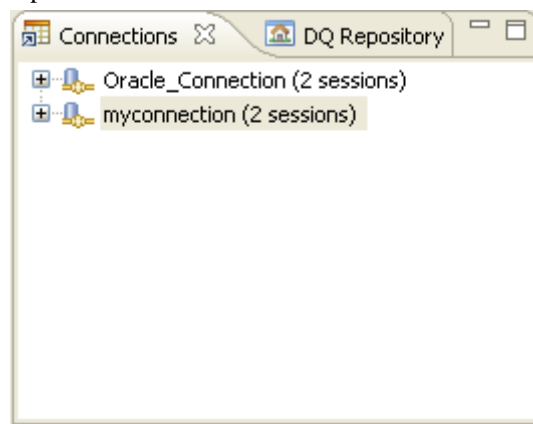 Connections DQ Repository
Oracle_Connection (2 sessions)
myconnection (2 sessions)